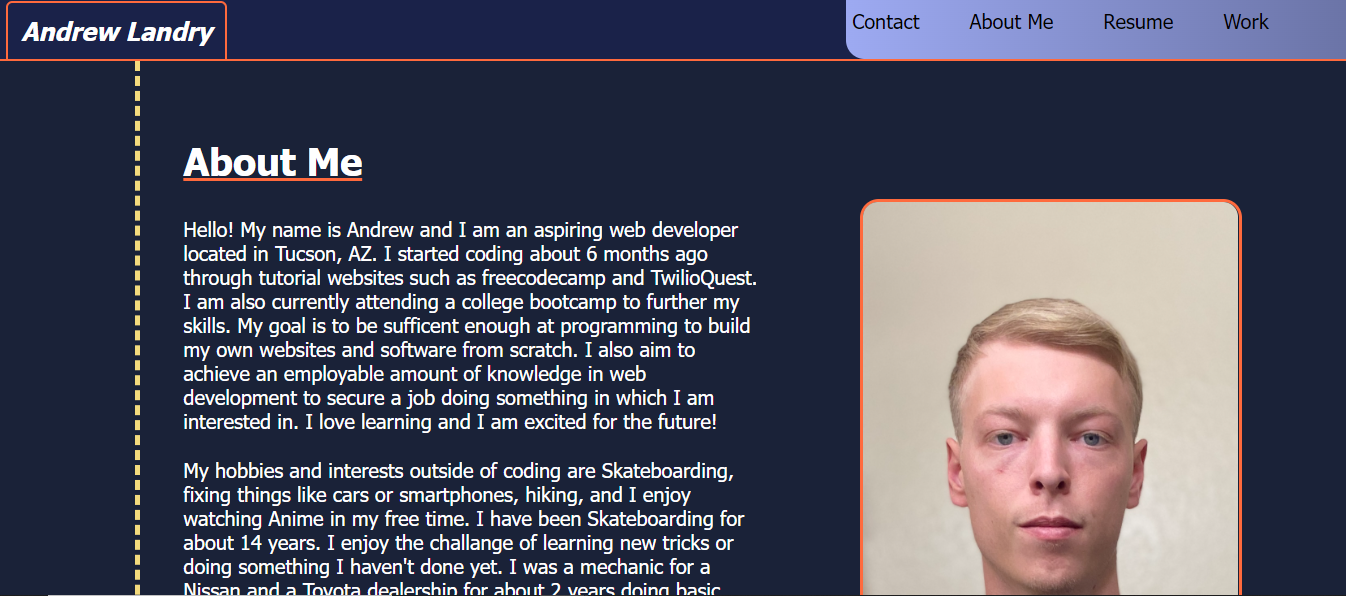 Andrew Landry
Contact About Me Resume Work
About Me
Hello! My name is Andrew and I am an aspiring web developer
located in Tucson, AZ. I started coding about 6 months ago
through tutorial websites such as freecodecamp and TwilioQuest.
I am also currently attending a college bootcamp to further my
skills. My goal is to be sufficent enough at programming to build
my own websites and software from scratch. I also aim to
achieve an employable amount of knowledge in web
development to secure a job doing something in which I am
interested in. I love learning and I am excited for the future!
My hobbies and interests outside of coding are Skateboarding,
fixing things like cars or smartphones, hiking, and I enjoy
watching Anime in my free time. I have been Skateboarding for
about 14 years. I enjoy the challange of learning new tricks or
doing something I haven't done yet. I was a mechanic for a
Nissan and a Toyota dealership for about 2 years doing basic